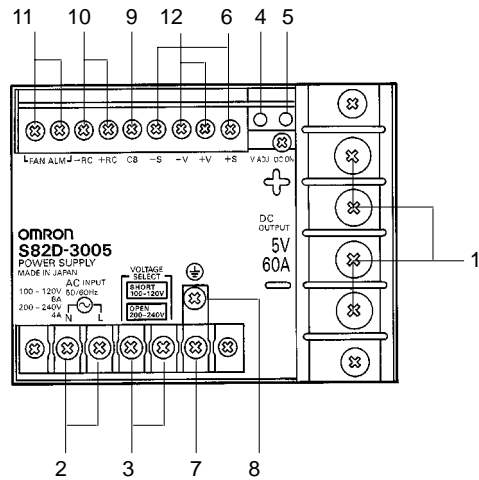 11 10 9 12 6 4 5
FAN ALM –RC +RC CB –S –V +V +S V.ADJ DC ON
OMRON
S82D-3005
POWER SUPPLY
MADE IN JAPAN
100 – 120V
8A
200 – 240V
4A
AC INPUT
50/60Hz
N L
VOLTAGE
SELECT
SHORT
100-120V
OPEN
200-240V
DC
OUTPUT
5V
60A
+
–
1
2 3 7 8